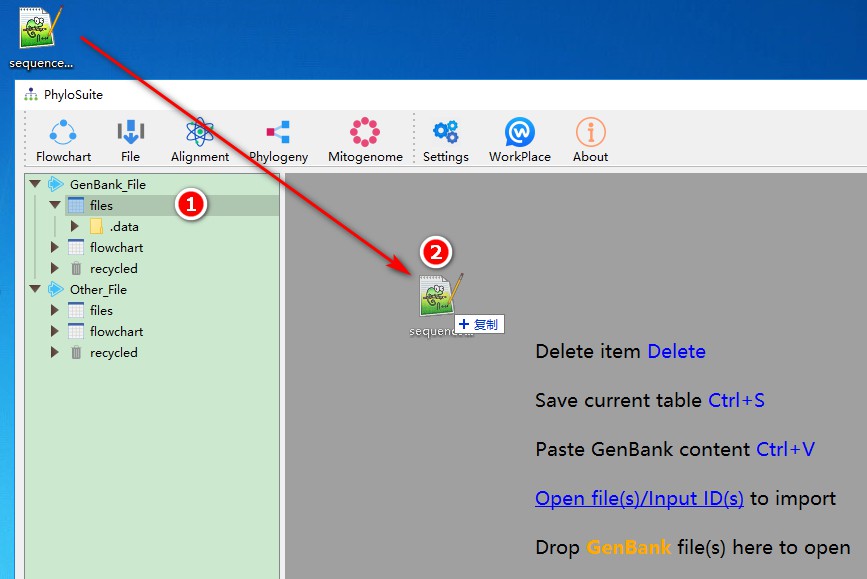 sequence...
PhyloSuite
Flowchart
File
Alignment
Phylogeny
Mitogenome
Settings
WorkPlace
About
GenBank_File
files
1
.data
flowchart
recycled
Other_File
files
flowchart
recycled
2
sequence...
复制
Delete item Delete
Save current table Ctrl+S
Paste GenBank content Ctrl+V
Open file(s)/Input ID(s) to import
Drop GenBank file(s) here to open